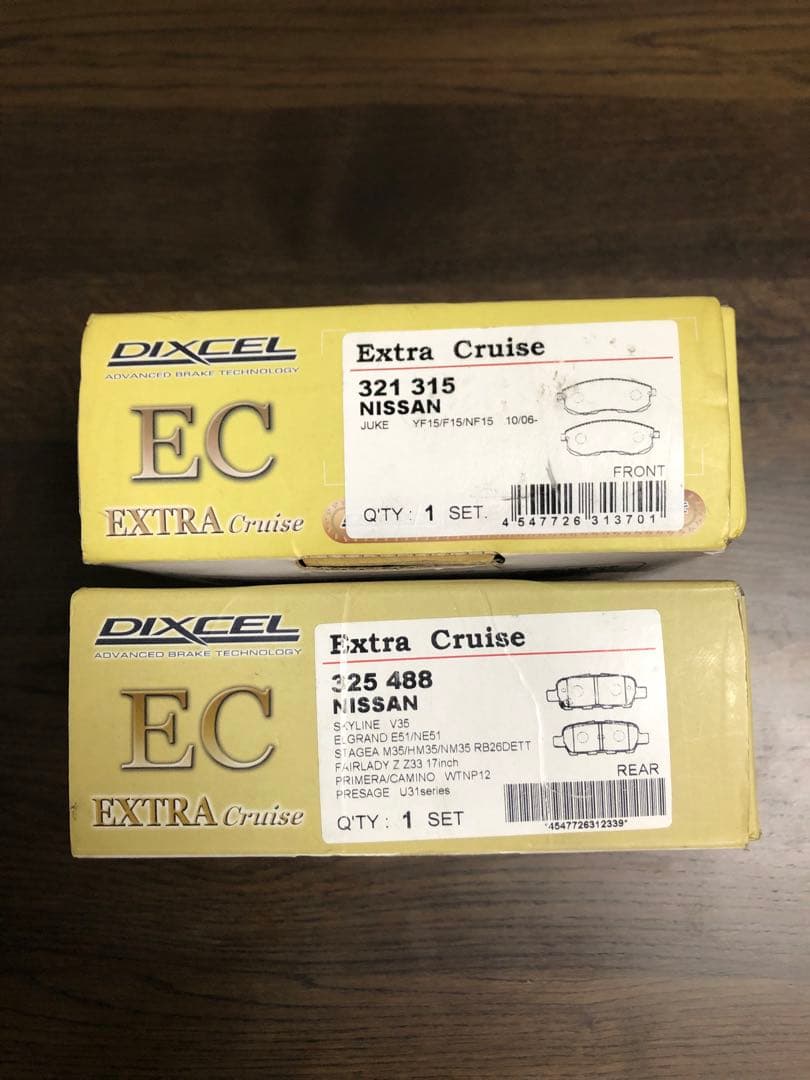 DIXCEL
ADVANCED BRAKE TECHNOLOGY
EC
EXTRA Cruise
Extra Cruise
321 315
NISSAN
JUKE YF15/F15/NF15 10/06-
FRONT
Q'TY : 1 SET.
4 547726 313701
DIXCEL
ADVANCED BRAKE TECHNOLOGY
EC
EXTRA Cruise
Extra Cruise
325 488
NISSAN
SKYLINE V35
ELGRAND E51/NE51
STAGEA M35/HM35/NM35 RB26DETT
FAIRLADY Z Z33 17inch
PRIMERA/CAMINO WTNP12
PRESAGE U31series
REAR
Q'TY : 1 SET
*4547726312339*